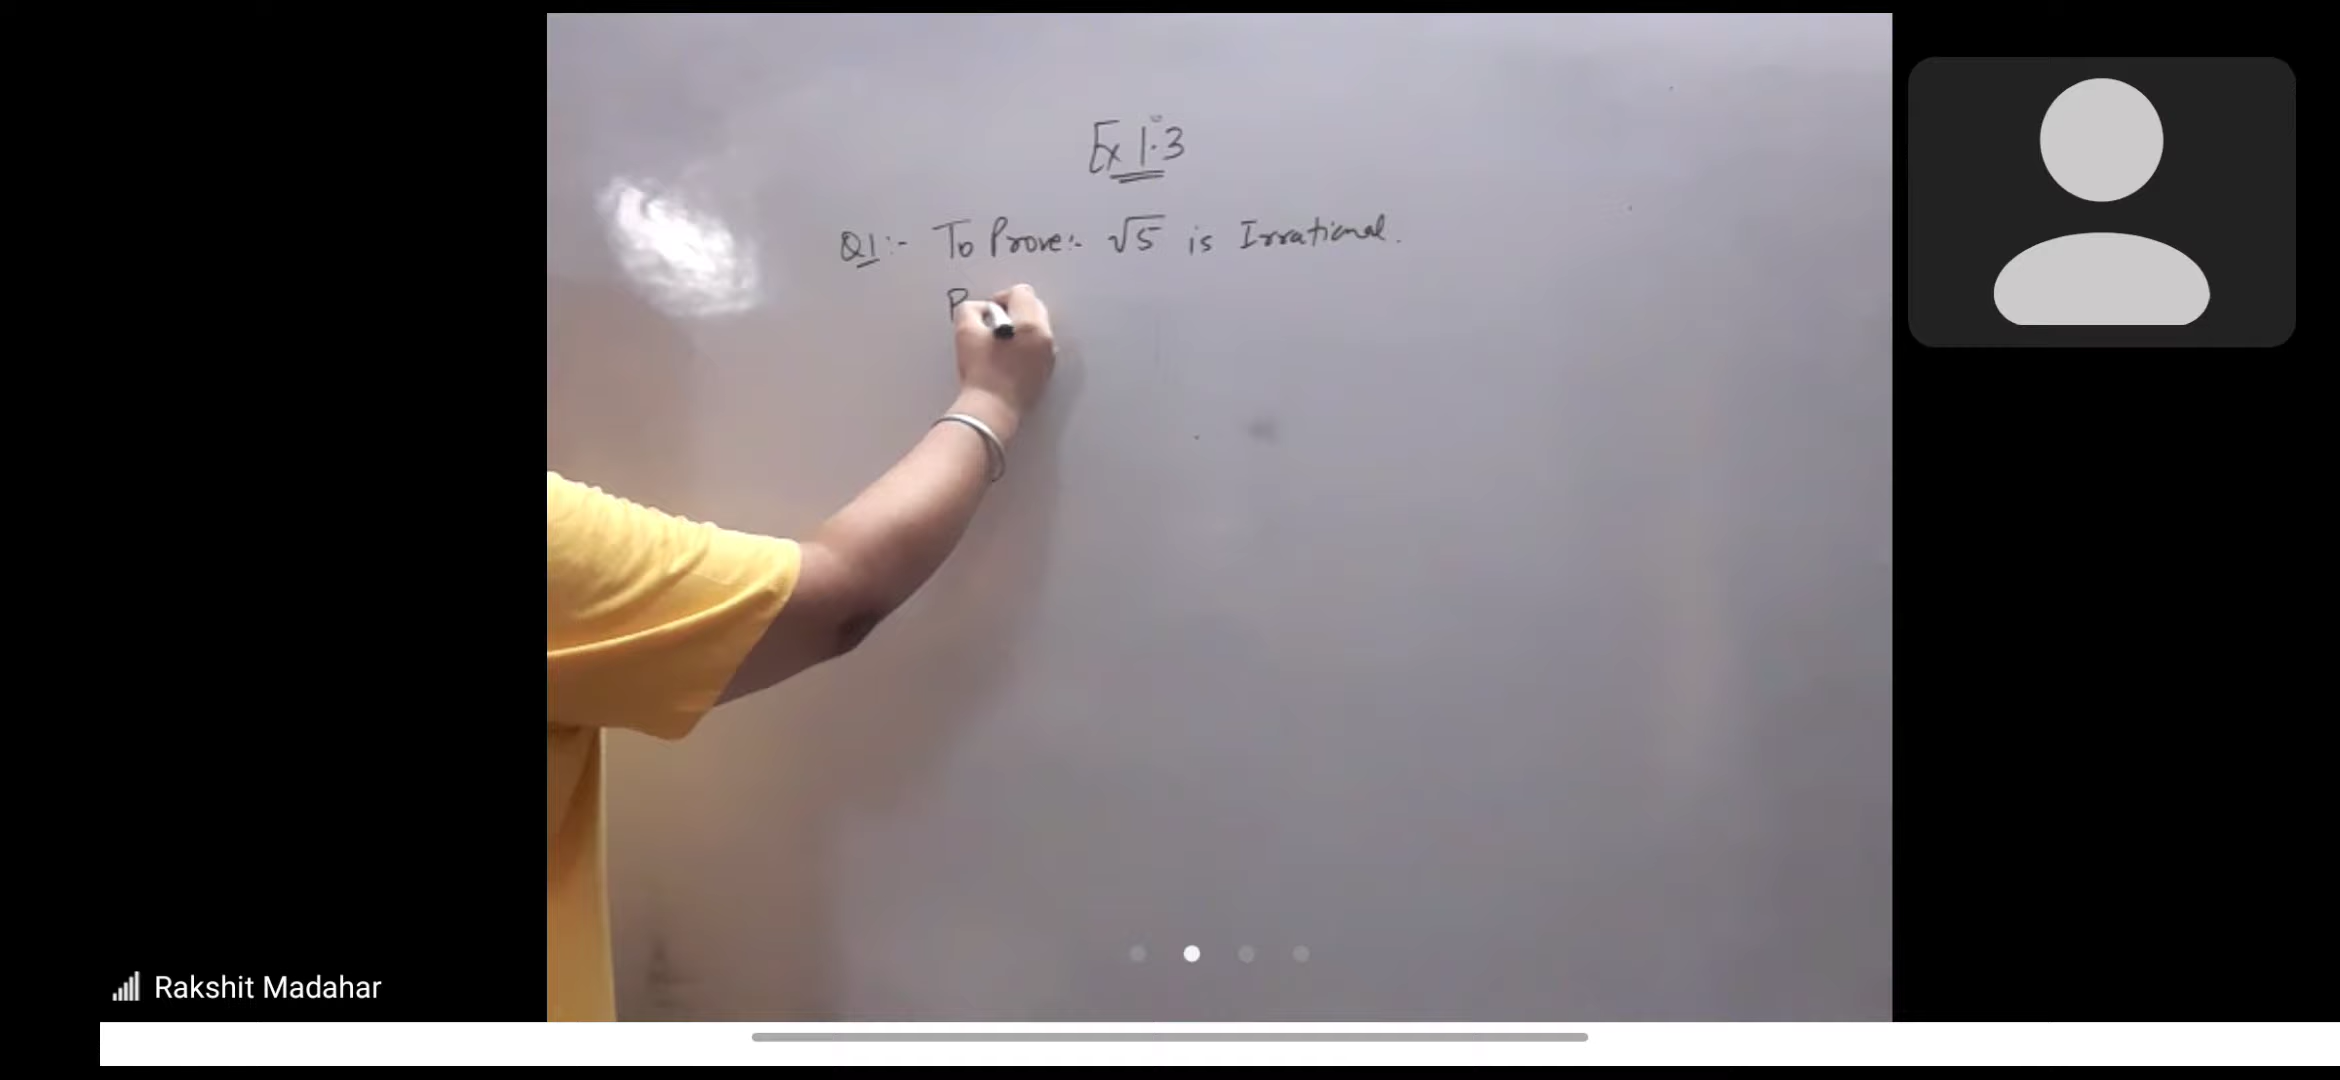 Ex 1.3
Q1:- To Prove:- √5 is Irrational.
P
Rakshit Madahar